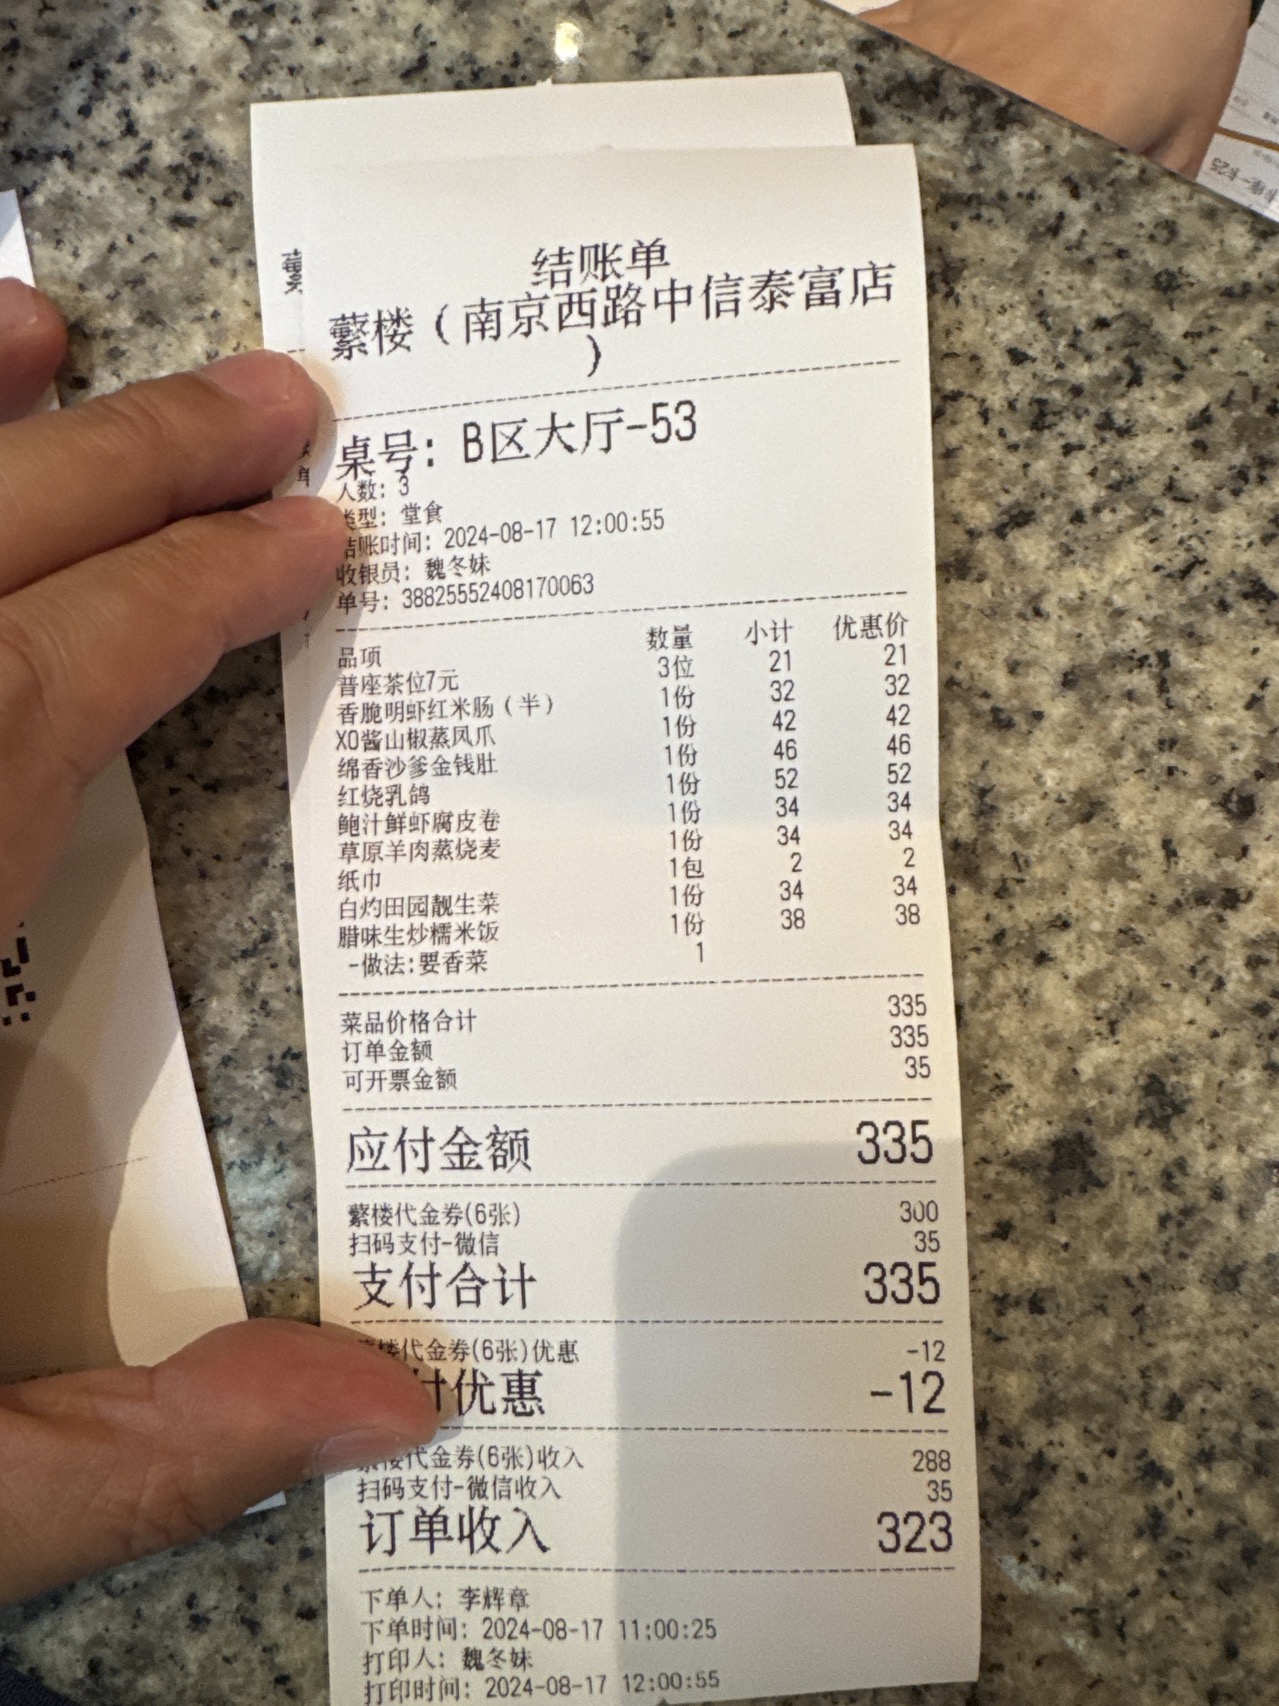 结账单
蘩楼（南京西路中信泰富店
）
桌号：B区大厅-53
人数：3
类型：堂食
结账时间：2024-08-17 12:00:55
收银员：魏冬妹
单号：38825552408170063
品项 数量 小计 优惠价
普座茶位7元 3位 21 21
香脆明虾红米肠（半） 1份 32 32
XO酱山椒蒸凤爪 1份 42 42
绵香沙爹金钱肚 1份 46 46
红烧乳鸽 1份 52 52
鲍汁鲜虾腐皮卷 1份 34 34
草原羊肉蒸烧麦 1份 34 34
纸巾 1包 2 2
白灼田园靓生菜 1份 34 34
腊味生炒糯米饭 1份 38 38
-做法:要香菜 1
菜品价格合计 335
订单金额 335
可开票金额 35
应付金额 335
蘩楼代金券(6张) 300
扫码支付-微信 35
支付合计 335
楼代金券(6张)优惠 -12
付优惠 -12
蘩楼代金券(6张)收入 288
扫码支付-微信收入 35
订单收入 323
下单人：李辉章
下单时间：2024-08-17 11:00:25
打印人：魏冬妹
打印时间：2024-08-17 12:00:55